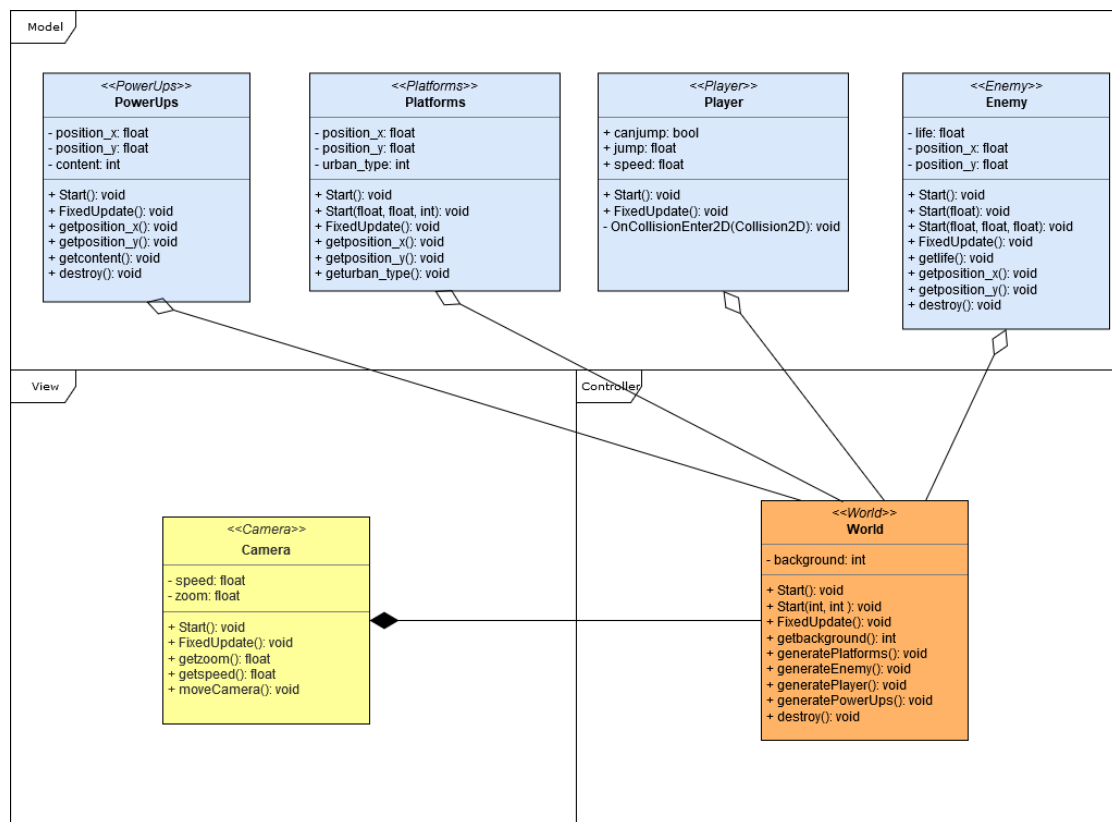 Model
<<PowerUps>>
PowerUps
- position_x: float
- position_y: float
- content: int
+ Start(): void
+ FixedUpdate(): void
+ getposition_x(): void
+ getposition_y(): void
+ getcontent(): void
+ destroy(): void
<<Platforms>>
Platforms
- position_x: float
- position_y: float
- urban_type: int
+ Start(): void
+ Start(float, float, int): void
+ FixedUpdate(): void
+ getposition_x(): void
+ getposition_y(): void
+ geturban_type(): void
<<Player>>
Player
+ canjump: bool
+ jump: float
+ speed: float
+ Start(): void
+ FixedUpdate(): void
- OnCollisionEnter2D(Collision2D): void
<<Enemy>>
Enemy
- life: float
- position_x: float
- position_y: float
+ Start(): void
+ Start(float): void
+ Start(float, float, float): void
+ FixedUpdate(): void
+ getlife(): void
+ getposition_x(): void
+ getposition_y(): void
+ destroy(): void
View
<<Camera>>
Camera
- speed: float
- zoom: float
+ Start(): void
+ FixedUpdate(): void
+ getzoom(): float
+ getspeed(): float
+ moveCamera(): void
Controller
<<World>>
World
- background: int
+ Start(): void
+ Start(int, int ): void
+ FixedUpdate(): void
+ getbackground(): int
+ generatePlatforms(): void
+ generateEnemy(): void
+ generatePlayer(): void
+ generatePowerUps(): void
+ destroy(): void